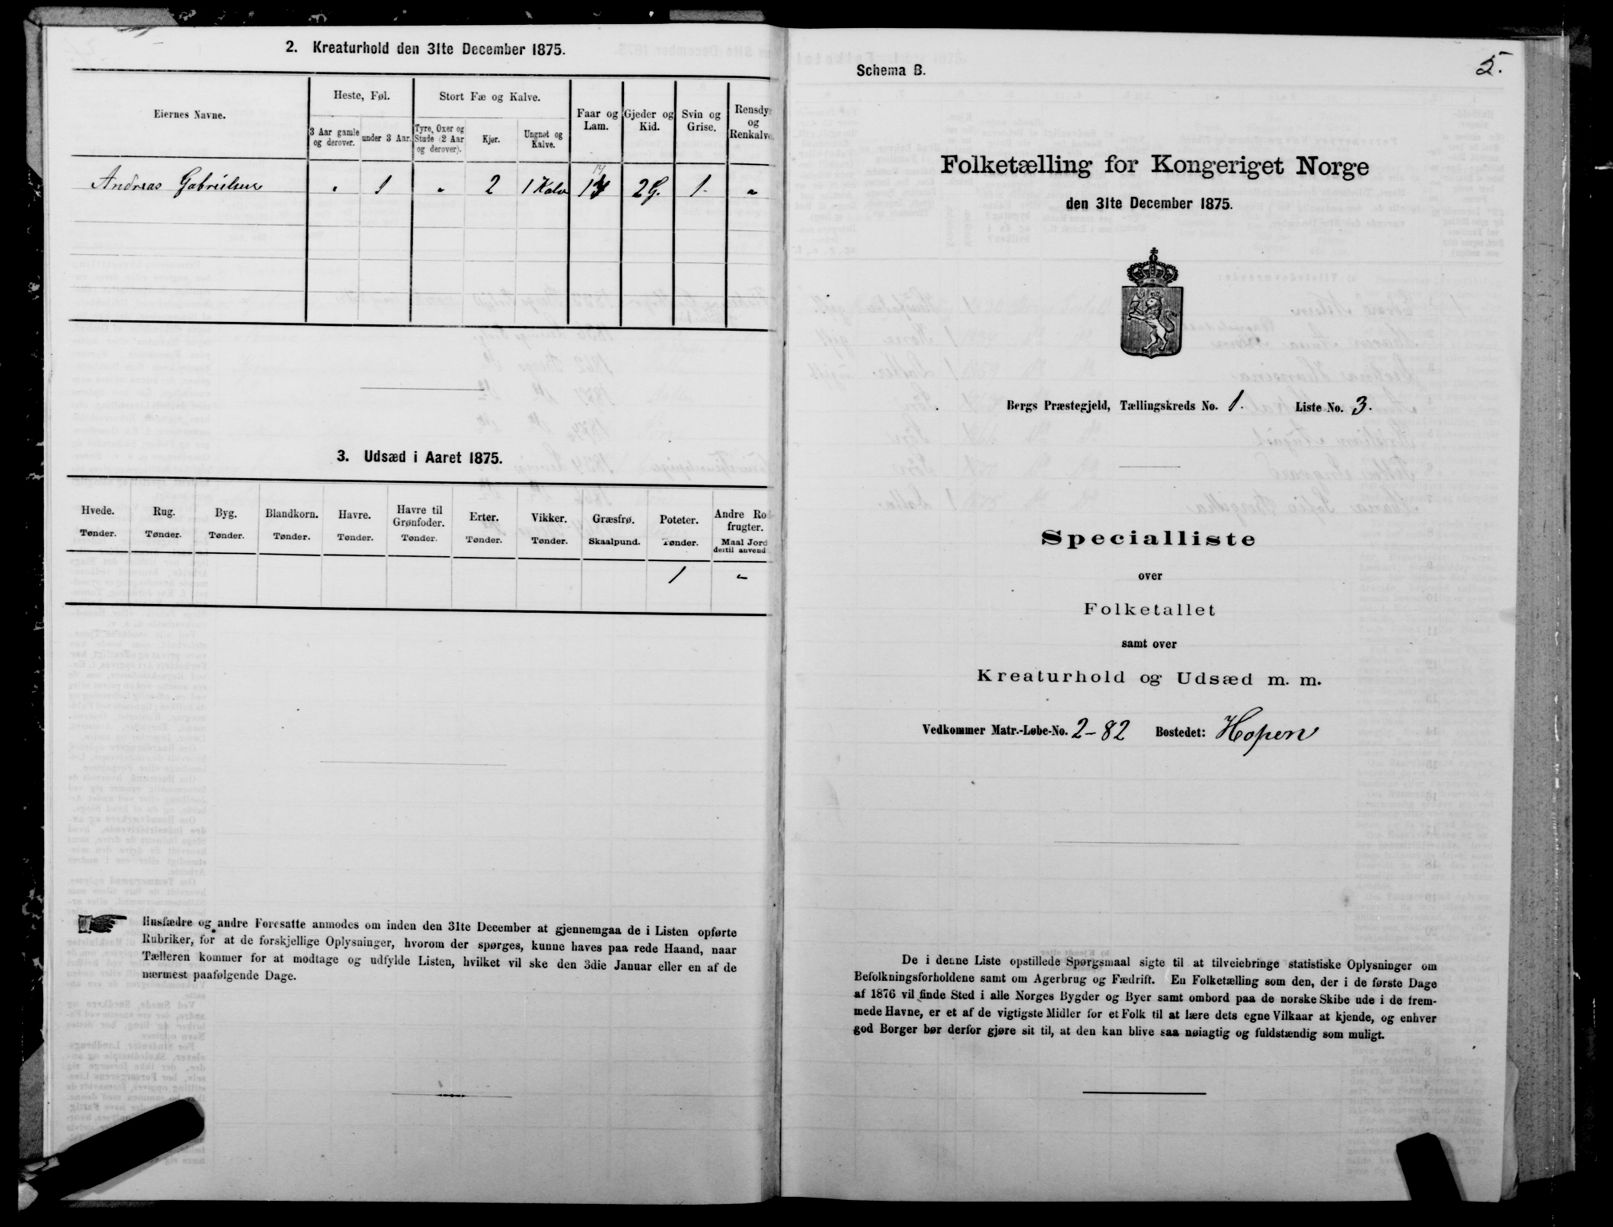 2. Kreaturhold den 31te December 1875.
Eiernes Navne.
Heste, Føl.
Stort Fæ og Kalve.
Faar og Lam.
Gjeder og Kid.
Svin og Grise.
Rensdyr og Renkalve.
3 Aar gamle og derover.
under 3 Aar.
Tyre, Oxer og Stude (2 Aar og derover).
Kjør.
Ungnøt og Kalve.
Andreas Gabrielsen " 1 " 2 1 Kalv 14 2 G. 1 "
3. Udsæd i Aaret 1875.
Hvede. Tønder.
Rug. Tønder.
Byg. Tønder.
Blandkorn. Tønder.
Havre. Tønder.
Havre til Grønfoder. Tønder.
Erter. Tønder.
Vikker. Tønder.
Græsfrø. Skaalpund.
Poteter. Tønder.
Andre Rodfrugter. Maal Jord dertil anvendt
1 "
Husfædre og andre Foresatte anmodes om inden den 31te December at gjennemgaa de i Listen opførte
Rubriker, for at de forskjellige Oplysninger, hvorom der spørges, kunne haves paa rede Haand, naar
Tælleren kommer for at modtage og udfylde Listen, hvilket vil ske den 3die Januar eller en af de
nærmest paafølgende Dage.
Schema B.
5.
Folketælling for Kongeriget Norge
den 31te December 1875.
Bergs Præstegjeld, Tællingskreds No. 1. Liste No. 3.
Specialliste
over
Folketallet
samt over
Kreaturhold og Udsæd m. m.
Vedkommer Matr.-Løbe-No. 2-82 Bostedet: Hopen
De i denne Liste opstillede Spørgsmaal sigte til at tilveiebringe statistiske Oplysninger om
Befolkningsforholdene samt om Agerbrug og Fædrift. En Folketælling som den, der i de første Dage
af 1876 vil finde Sted i alle Norges Bygder og Byer samt ombord paa de norske Skibe ude i de frem-
mede Havne, er et af de vigtigste Midler for et Folk til at lære dets egne Vilkaar at kjende, og enhver
god Borger bør derfor gjøre sit til, at den kan blive saa nøiagtig og fuldstændig som muligt.